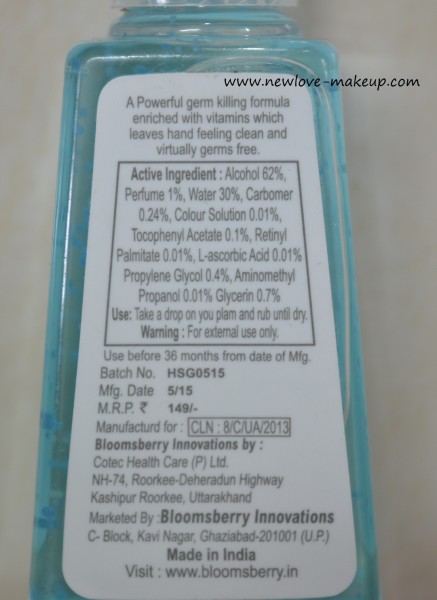 www.newlove-makeup.com
A Powerful germ killing formula
enriched with vitamins which
leaves hand feeling clean and
virtually germs free.
Active Ingredient : Alcohol 62%,
Perfume 1%, Water 30%, Carbomer
0.24%, Colour Solution 0.01%,
Tocophenyl Acetate 0.1%, Retinyl
Palmitate 0.01%, L-ascorbic Acid 0.01%
Propylene Glycol 0.4%, Aminomethyl
Propanol 0.01% Glycerin 0.7%
Use: Take a drop on you plam and rub until dry.
Warning : For external use only.
Use before 36 months from date of Mfg.
Batch No. HSG0515
Mfg. Date 5/15
M.R.P. ₹ 149/-
Manufacturd for : CLN : 8/C/UA/2013
Bloomsberry Innovations by :
Cotec Health Care (P) Ltd.
NH-74, Roorkee-Deheradun Highway
Kashipur Roorkee, Uttarakhand
Marketed By :Bloomsberry Innovations
C- Block, Kavi Nagar, Ghaziabad-201001 (U.P.)
Made in India
Visit : www.bloomsberry.in